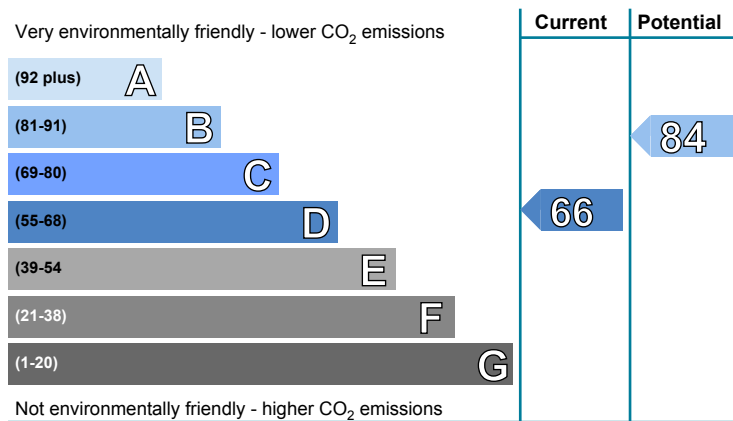 Current Potential
Very environmentally friendly - lower CO2 emissions
(92 plus) A
(81-91) B
84
(69-80) C
(55-68) D
66
(39-54 E
(21-38) F
(1-20) G
Not environmentally friendly - higher CO2 emissions